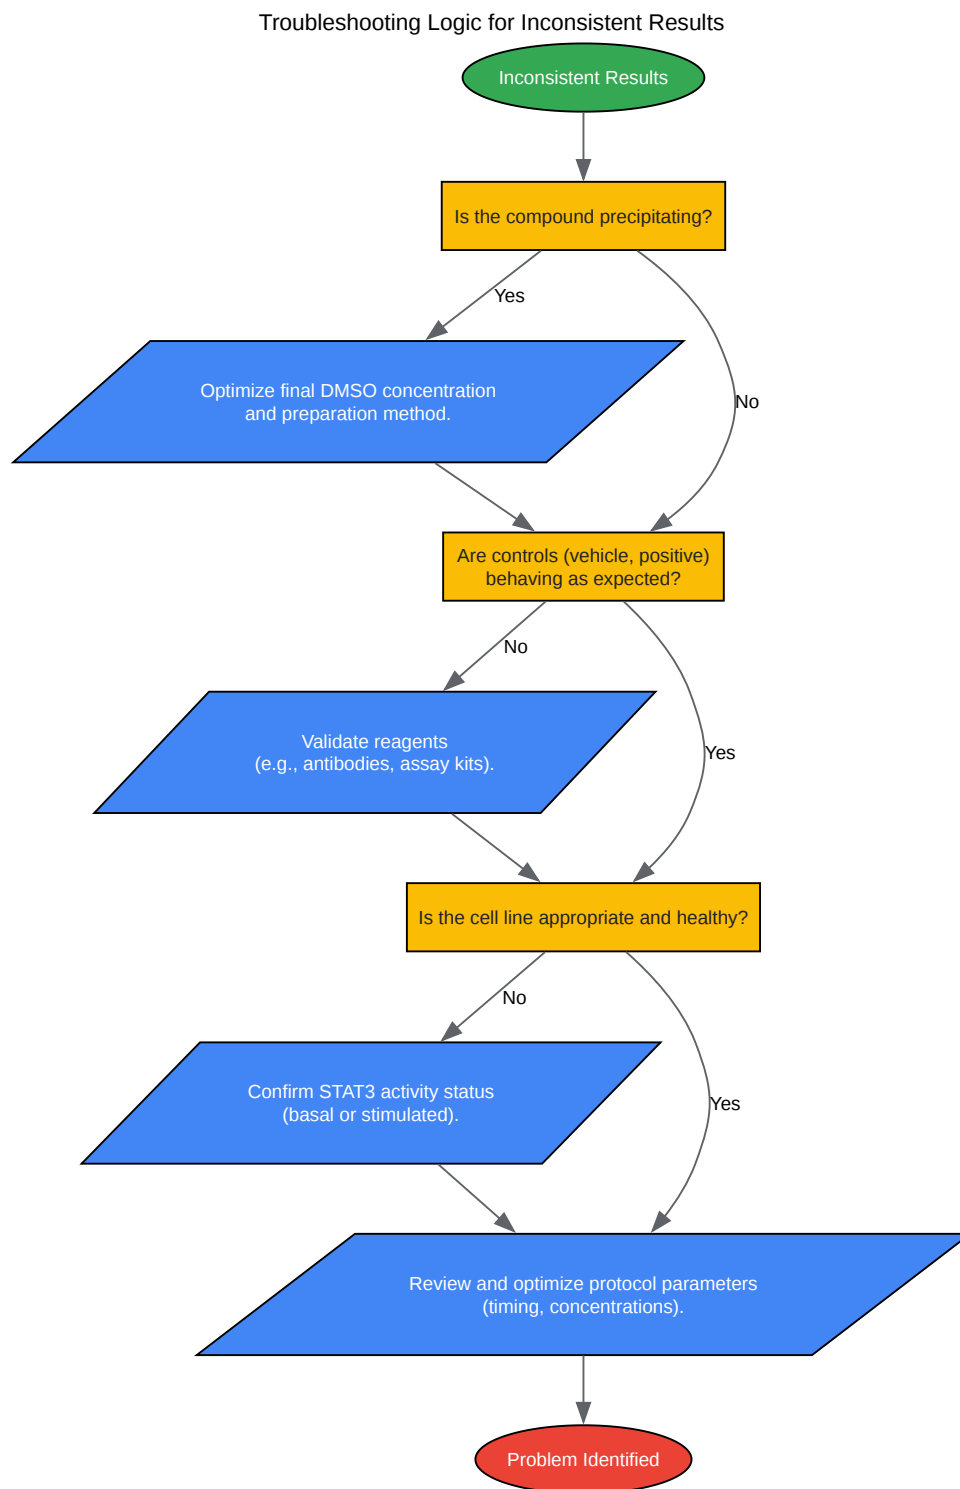 Troubleshooting Logic for Inconsistent Results
Inconsistent Results
Is the compound precipitating?
Yes
Optimize final DMSO concentration
and preparation method.
No
Are controls (vehicle, positive)
behaving as expected?
No
Validate reagents
(e.g., antibodies, assay kits).
Yes
Is the cell line appropriate and healthy?
No
Confirm STAT3 activity status
(basal or stimulated).
Yes
Review and optimize protocol parameters
(timing, concentrations).
Problem Identified